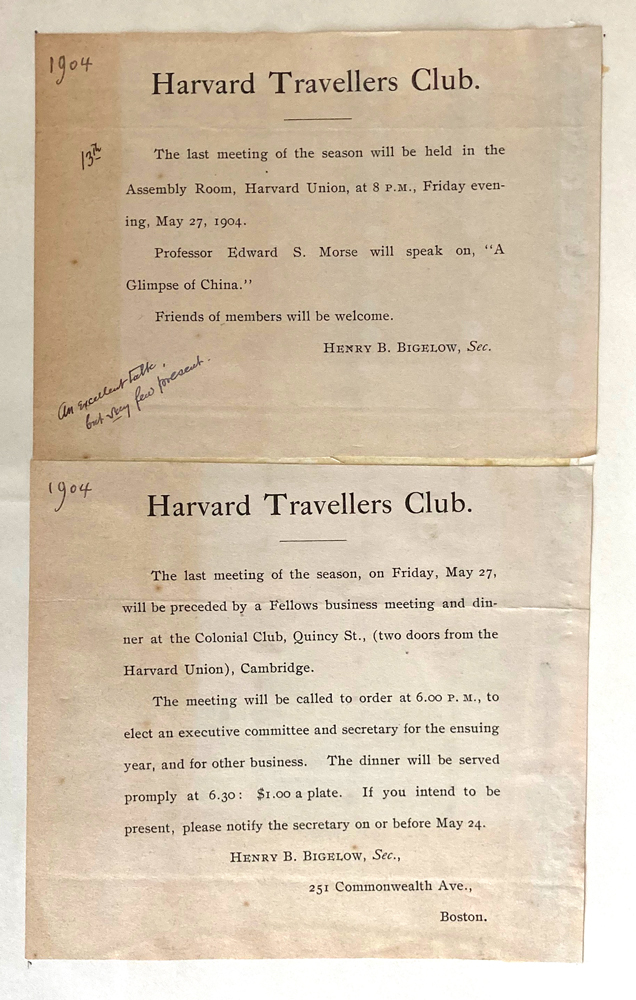 1904
Harvard Travellers Club.
13th
The last meeting of the season will be held in the
Assembly Room, Harvard Union, at 8 P.M., Friday even-
ing, May 27, 1904.
Professor Edward S. Morse will speak on, “A
Glimpse of China.”
Friends of members will be welcome.
HENRY B. BIGELOW, Sec.
An excellent talk,
but very few present.
1904
Harvard Travellers Club.
The last meeting of the season, on Friday, May 27,
will be preceded by a Fellows business meeting and din-
ner at the Colonial Club, Quincy St., (two doors from the
Harvard Union), Cambridge.
The meeting will be called to order at 6.00 P. M., to
elect an executive committee and secretary for the ensuing
year, and for other business. The dinner will be served
promply at 6.30: $1.00 a plate. If you intend to be
present, please notify the secretary on or before May 24.
HENRY B. BIGELOW, Sec.,
251 Commonwealth Ave.,
Boston.